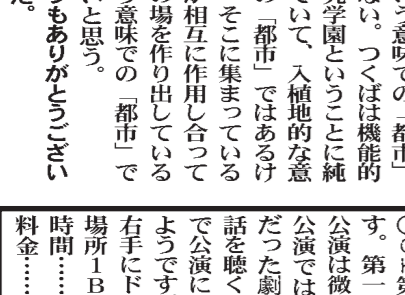 う意味での「都市」
ない。つくばは機能的
究学園ということに純
ていて、入植地的な意
の「都市」ではあるけ
そこに集まっている
が相互に作用し合って
の場を作り出している
う意味での「都市」で
いと思う。
うもありがとうござい
た。
す。第一
公演は微
公演では
だった劇
話を聴く
で公演に
ようです
右手にド
場所１Ｂ
時間……
料金……